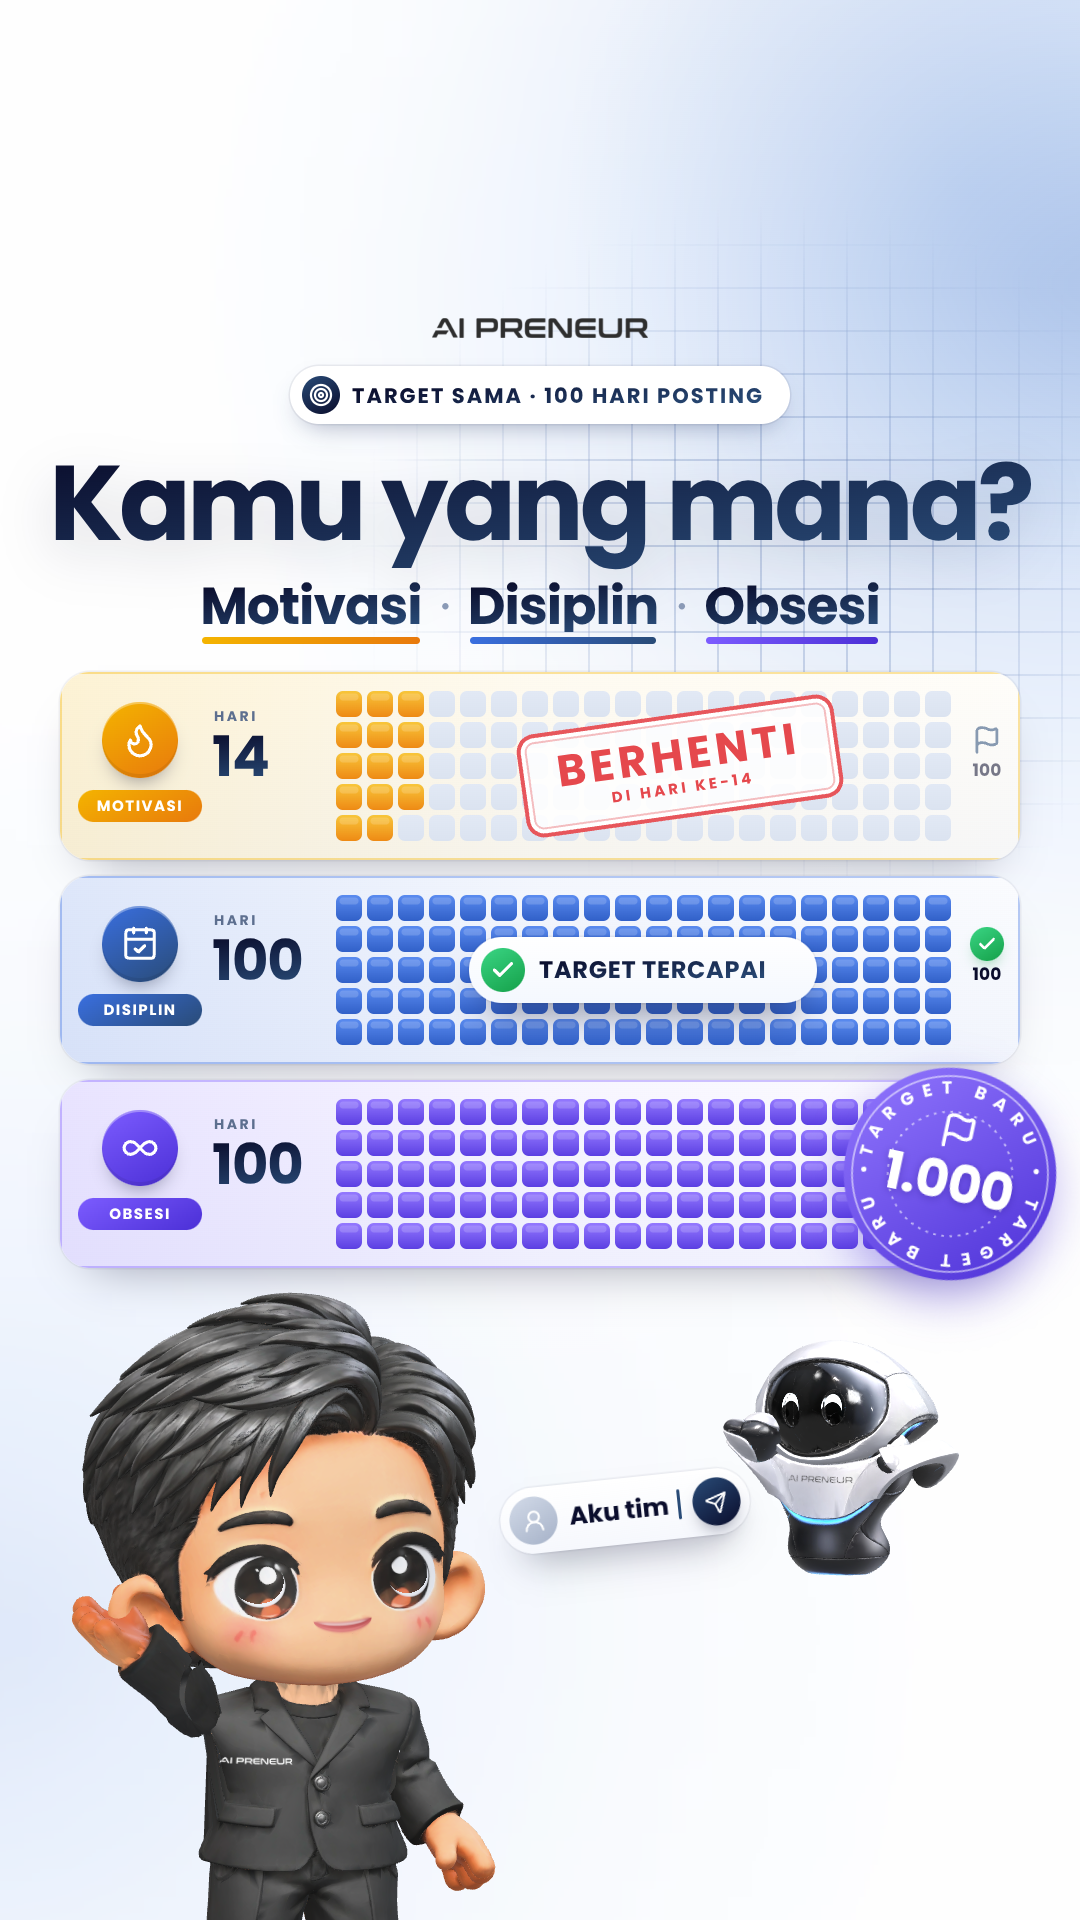 AI PRENEUR
TARGET SAMA · 100 HARI POSTING
Kamu yang mana?
Motivasi · Disiplin · Obsesi
HARI
14
MOTIVASI
BERHENTI
DI HARI KE-14
100
HARI
100
DISIPLIN
TARGET TERCAPAI
100
HARI
100
OBSESI
• TARGET BARU • TARGET BARU
1.000
Aku tim
AI PRENEUR
AI PRENEUR